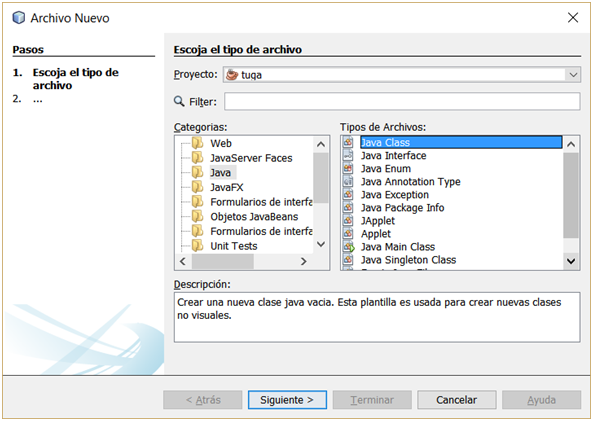 Archivo Nuevo
Pasos
1. Escoja el tipo de
archivo
2. ...
Escoja el tipo de archivo
Proyecto: tuga
Filter:
Categorías:
Web
JavaServer Faces
Java
JavaFX
Formularios de interfa
Objetos JavaBeans
Formularios de interfa
Unit Tests
Tipos de Archivos:
Java Class
Java Interface
Java Enum
Java Annotation Type
Java Exception
Java Package Info
JApplet
Applet
Java Main Class
Java Singleton Class
Descripción:
Crear una nueva clase java vacia. Esta plantilla es usada para crear nuevas clases
no visuales.
< Atrás
Siguiente >
Terminar
Cancelar
Ayuda